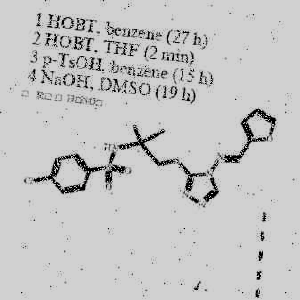 1 HOBT, benzene (27 h)
2 HOBT, THF (2 min)
3 p-TsOH, benzene (15 h)
4 NaOH, DMSO (19 h)